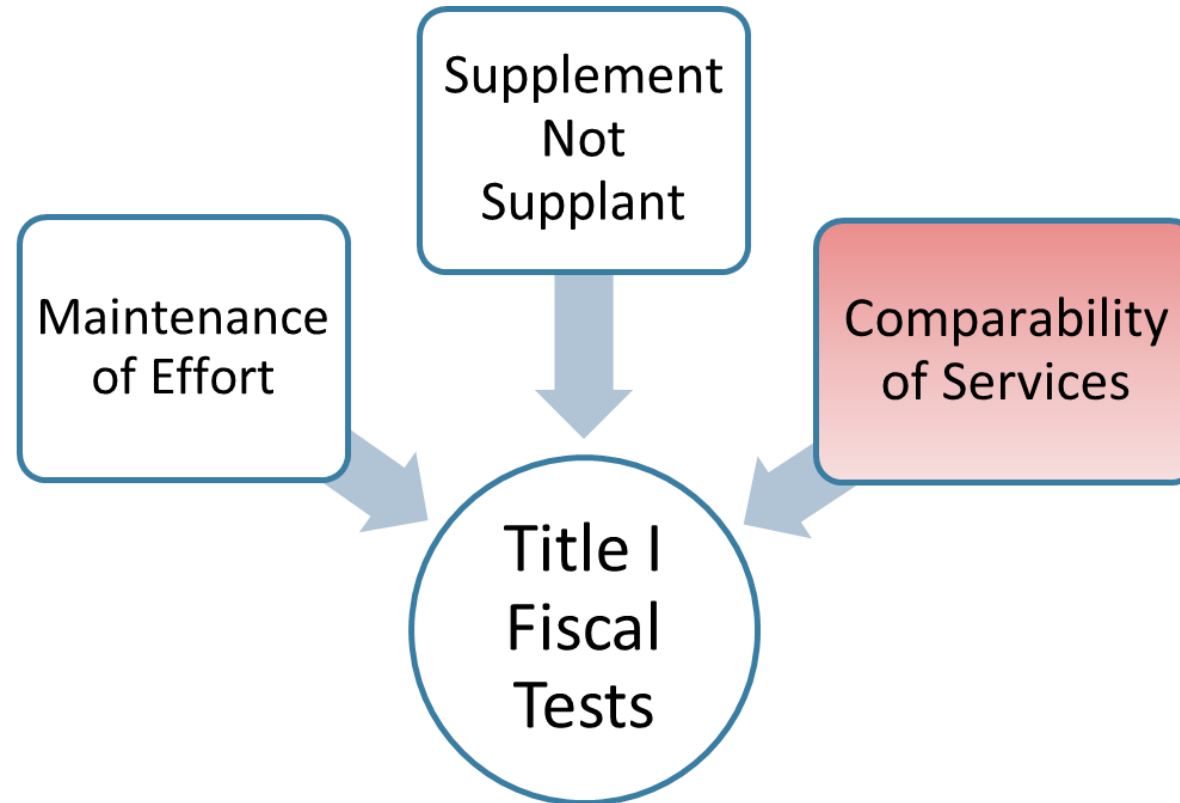 Supplement
Not
Supplant
Maintenance
of Effort
Comparability
of Services
Title I
Fiscal
Tests